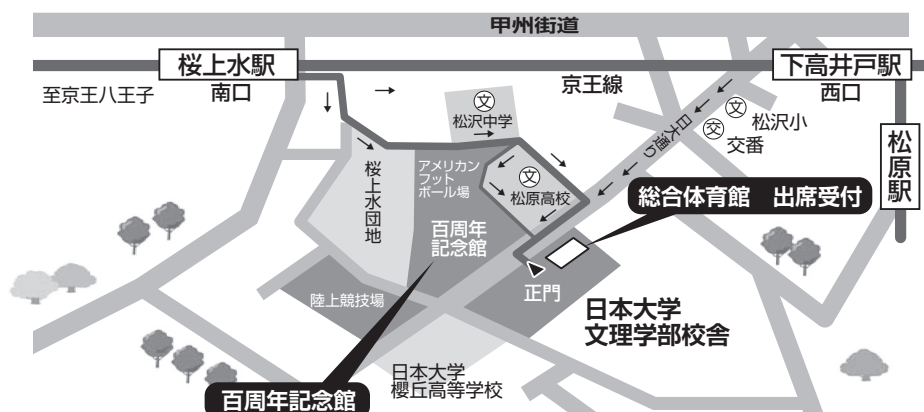 甲州街道
桜上水駅
下高井戸駅
至京王八王子
南口
京王線
西口
文
松沢中学
日大通り
文
松沢小
交
交番
松原駅
桜上水団地
アメリカン
フット
ボール場
文
松原高校
総合体育館 出席受付
百周年
記念館
正門
陸上競技場
日本大学
文理学部校舎
日本大学
櫻丘高等学校
百周年記念館